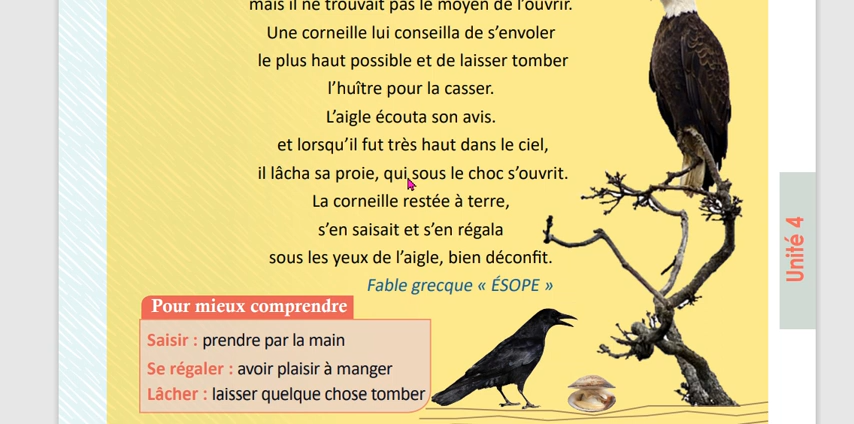 mais il ne trouvait pas le moyen de l'ouvrir.
Une corneille lui conseilla de s'envoler
le plus haut possible et de laisser tomber
l'huître pour la casser.
L'aigle écouta son avis.
et lorsqu'il fut très haut dans le ciel,
il lâcha sa proie, qui sous le choc s'ouvrit.
La corneille restée à terre,
s'en saisait et s'en régala
sous les yeux de l'aigle, bien déconfit.
Fable grecque « ÉSOPE »
Pour mieux comprendre
Saisir : prendre par la main
Se régaler : avoir plaisir à manger
Lâcher : laisser quelque chose tomber
Unité 4